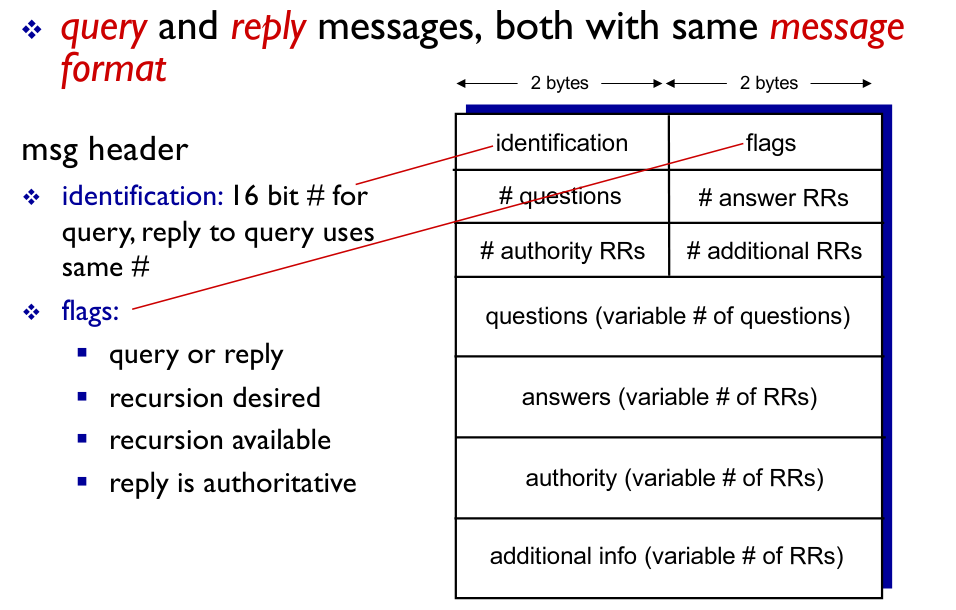 ❖ query and reply messages, both with same message
format
msg header
❖ identification: 16 bit # for
query, reply to query uses
same #
❖ flags:
▪ query or reply
▪ recursion desired
▪ recursion available
▪ reply is authoritative
2 bytes 2 bytes
identification flags
# questions # answer RRs
# authority RRs # additional RRs
questions (variable # of questions)
answers (variable # of RRs)
authority (variable # of RRs)
additional info (variable # of RRs)